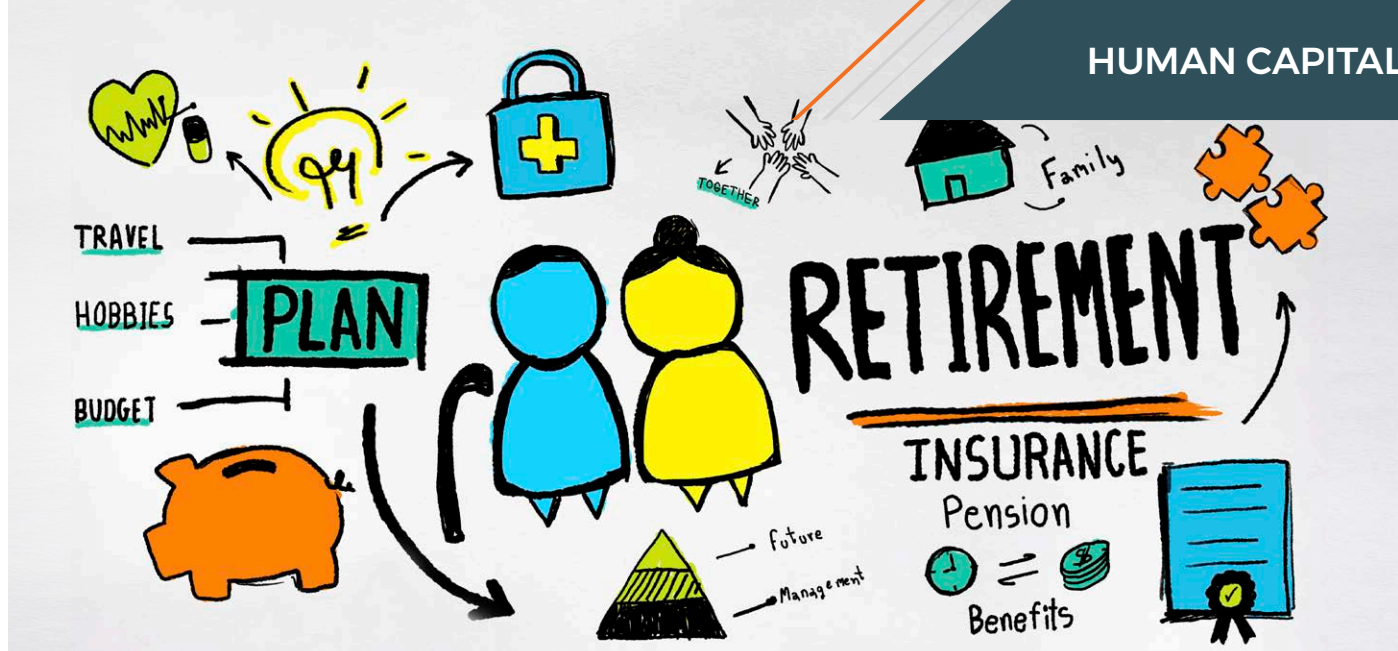 HUMAN CAPITAL
TOGETHER
Family
TRAVEL
HOBBIES
BUDGET
PLAN
RETIREMENT
INSURANCE
Pension
Benefits
Future
Management